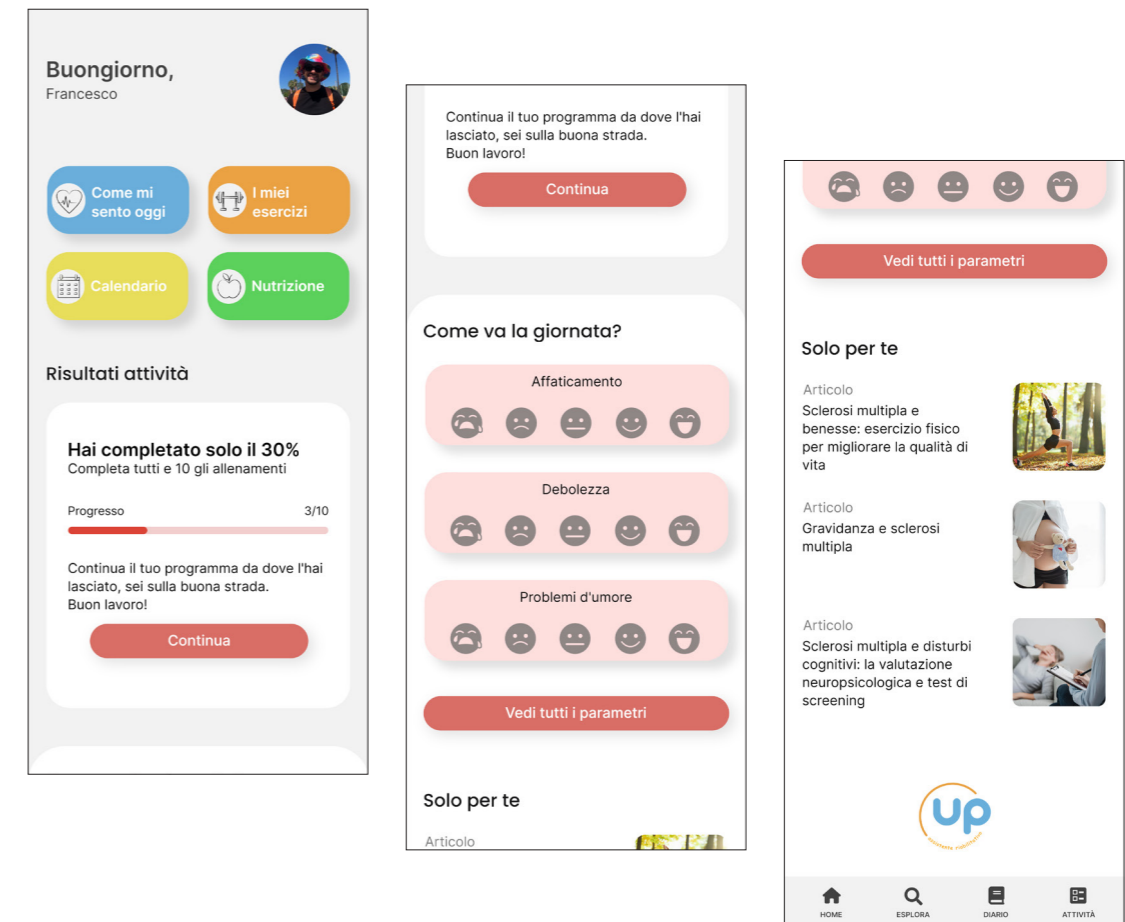 Buongiorno,
Francesco
Come mi
sento oggi
I miei
esercizi
Calendario
Nutrizione
Risultati attività
Hai completato solo il 30%
Completa tutti e 10 gli allenamenti
Progresso 3/10
Continua il tuo programma da dove l'hai
lasciato, sei sulla buona strada.
Buon lavoro!
Continua
Continua il tuo programma da dove l'hai
lasciato, sei sulla buona strada.
Buon lavoro!
Continua
Come va la giornata?
Affaticamento
Debolezza
Problemi d'umore
Vedi tutti i parametri
Solo per te
Articolo
Vedi tutti i parametri
Solo per te
Articolo
Sclerosi multipla e
benesse: esercizio fisico
per migliorare la qualità di
vita
Articolo
Gravidanza e sclerosi
multipla
Articolo
Sclerosi multipla e disturbi
cognitivi: la valutazione
neuropsicologica e test di
screening
up
HOME
ESPLORA
DIARIO
ATTIVITÀ